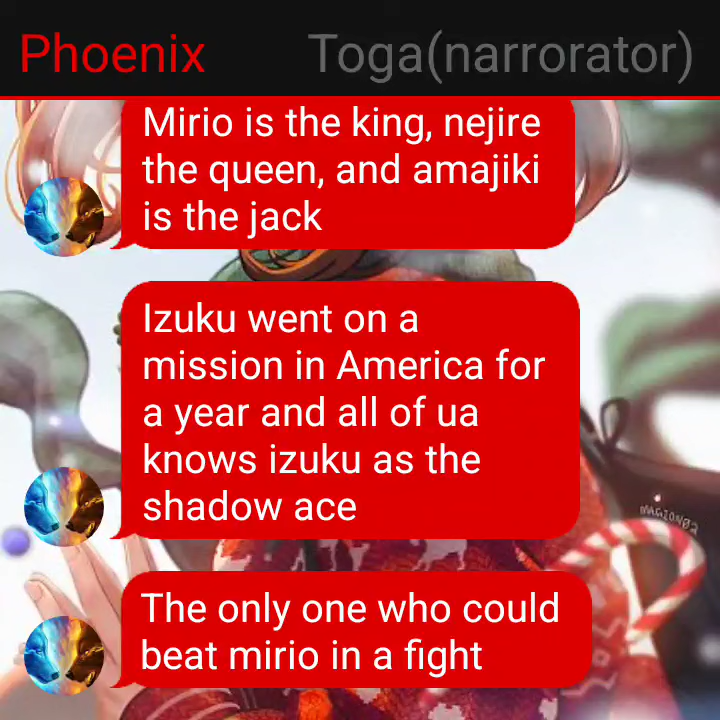 Phoenix
Toga(narrorator)
Mirio is the king, nejire
the queen, and amajiki
is the jack
Izuku went on a
mission in America for
a year and all of ua
knows izuku as the
shadow ace
MAGION02
The only one who could
beat mirio in a fight